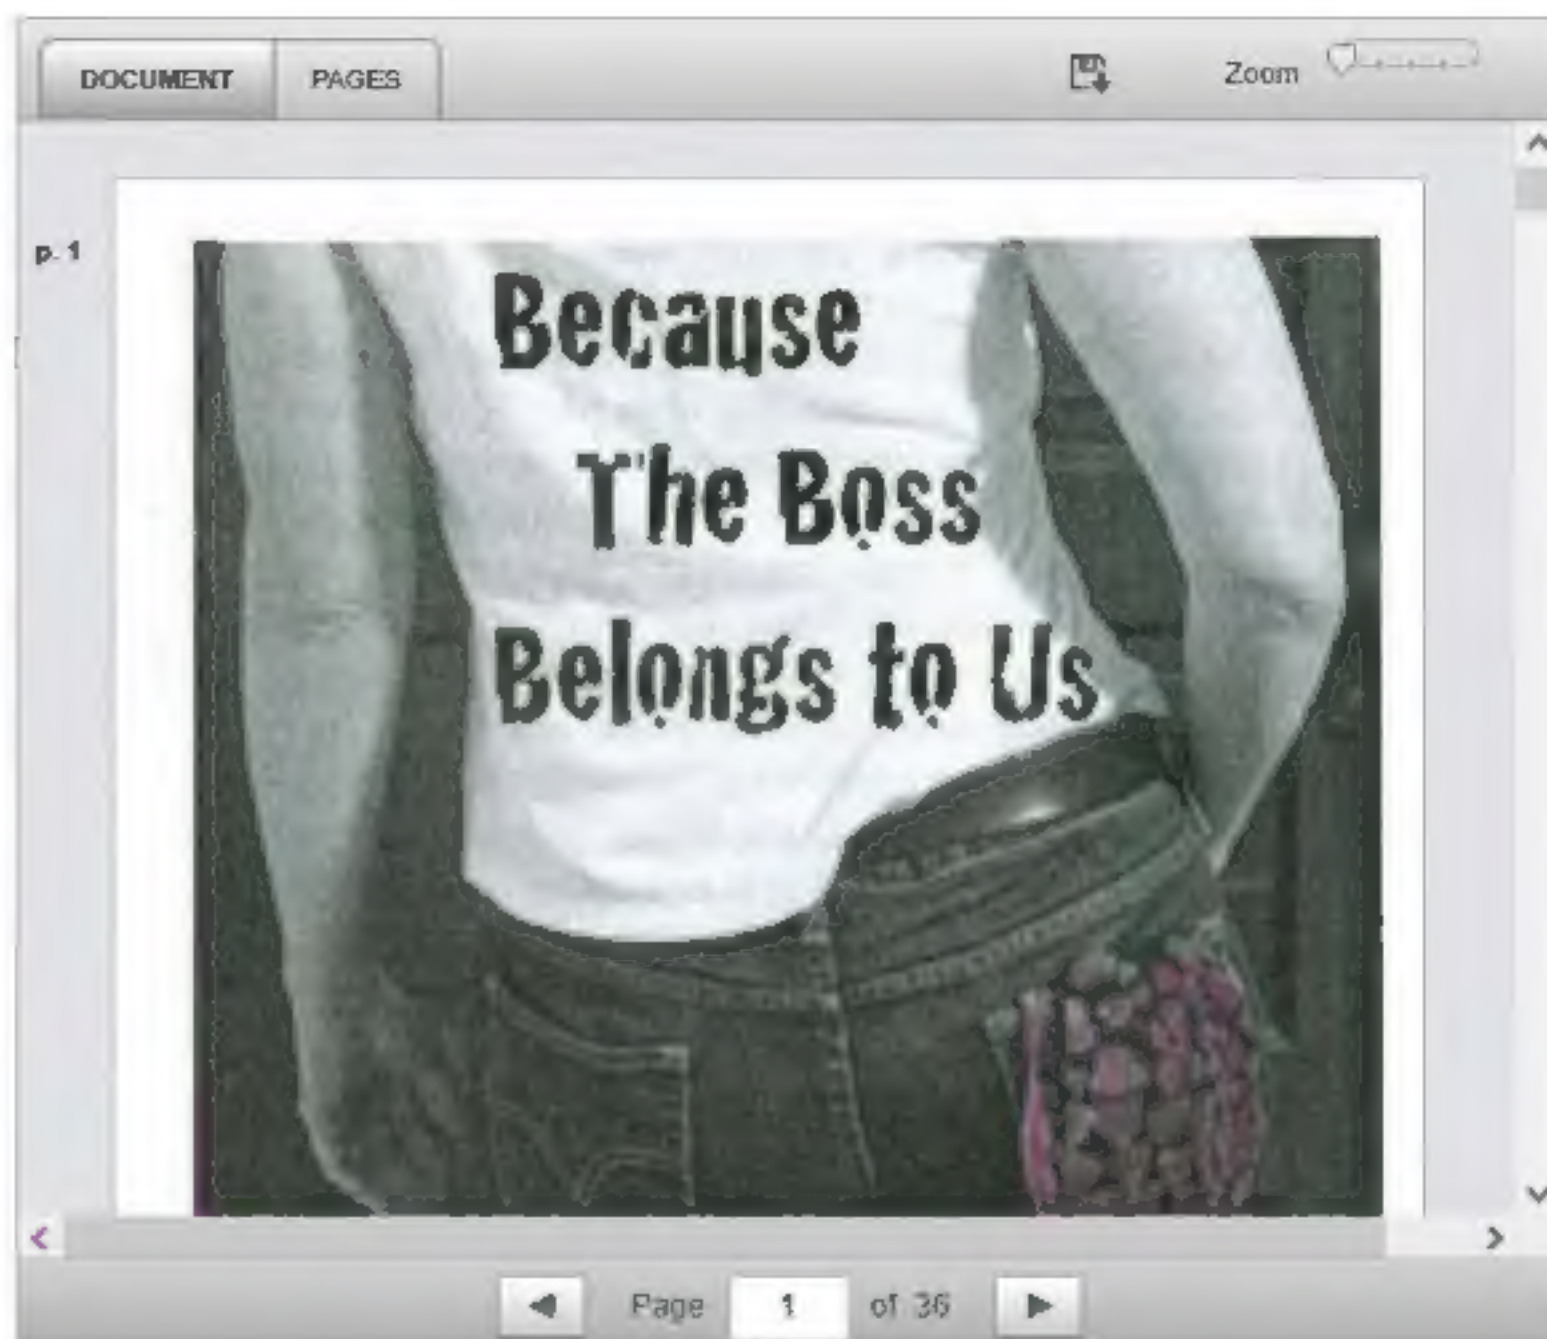 DOCUMENT PAGES Zoom
p. 1
Because
The Boss
Belongs to Us
Page 1 of 36